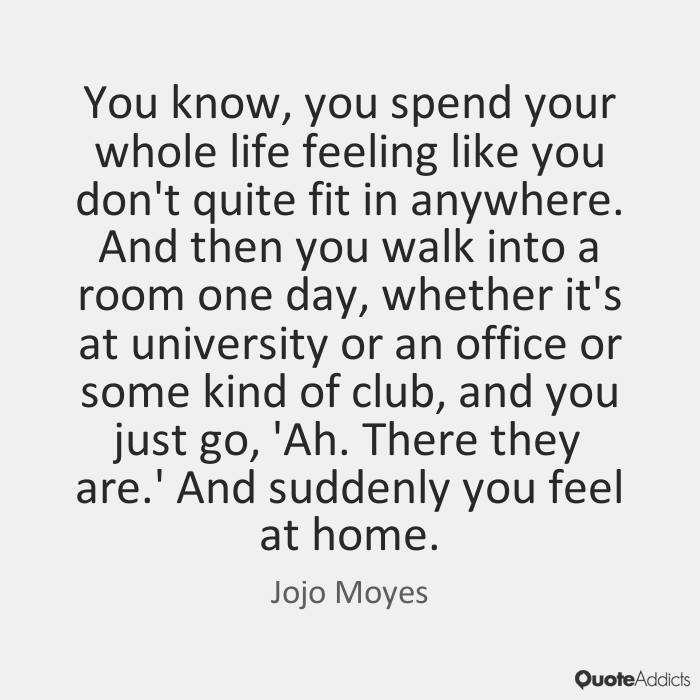 You know, you spend your
whole life feeling like you
don't quite fit in anywhere.
And then you walk into a
room one day, whether it's
at university or an office or
some kind of club, and you
just go, 'Ah. There they
are.' And suddenly you feel
at home.
Jojo Moyes
QuoteAddicts